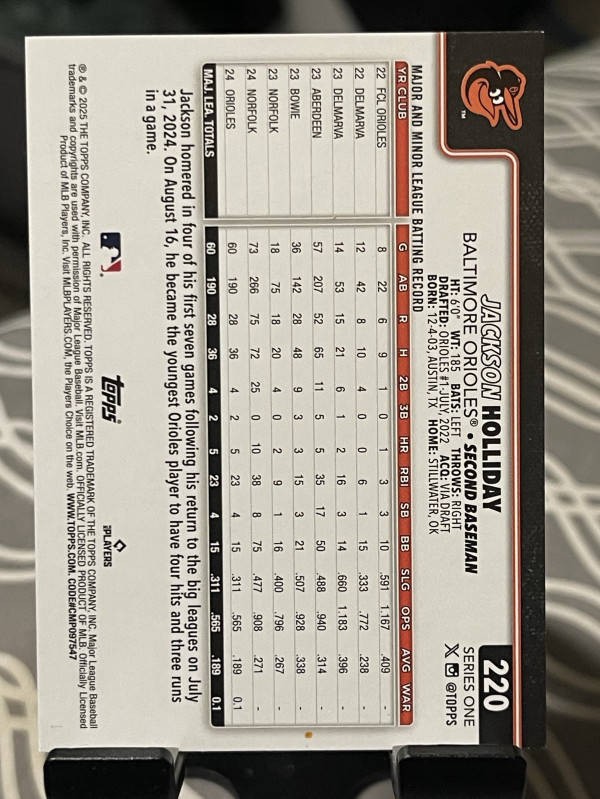 JACKSON HOLLIDAY
BALTIMORE ORIOLES® • SECOND BASEMAN
HT: 6'0" WT: 185 BATS: LEFT THROWS: RIGHT
DRAFTED: ORIOLES #1, JULY, 2022 ACQ: VIA DRAFT
BORN: 12-4-03, AUSTIN, TX HOME: STILLWATER, OK
220
SERIES ONE
X @TOPPS
TM
MAJOR AND MINOR LEAGUE BATTING RECORD
YR CLUB G AB R H 2B 3B HR RBI SB BB SLG OPS AVG WAR
22 FCL ORIOLES 8 22 6 9 1 0 1 3 3 10 .591 1.167 .409 -
22 DELMARVA 12 42 8 10 4 0 0 6 1 15 .333 .772 .238 -
23 DELMARVA 14 53 15 21 6 1 2 16 3 14 .660 1.183 .396 -
23 ABERDEEN 57 207 52 65 11 5 5 35 17 50 .488 .940 .314 -
23 BOWIE 36 142 28 48 9 3 3 15 3 21 .507 .928 .338 -
23 NORFOLK 18 75 18 20 4 0 2 9 1 16 .400 .796 .267 -
24 NORFOLK 73 266 75 72 25 0 10 38 8 75 .477 .908 .271 -
24 ORIOLES 60 190 28 36 4 2 5 23 4 15 .311 .565 .189 0.1
MAJ. LEA. TOTALS 60 190 28 36 4 2 5 23 4 15 .311 .565 .189 0.1
Jackson homered in four of his first seven games following his return to the big leagues on July
31, 2024. On August 16, he became the youngest Orioles player to have four hits and three runs
in a game.
topps
PLAYERS
® & © 2025 THE TOPPS COMPANY, INC. ALL RIGHTS RESERVED. TOPPS IS A REGISTERED TRADEMARK OF THE TOPPS COMPANY, INC. Major League Baseball
trademarks and copyrights are used with permission of Major League Baseball. Visit MLB.com. OFFICIALLY LICENSED PRODUCT OF MLB. Officially Licensed
Product of MLB Players, Inc. Visit MLBPLAYERS.COM, the Players Choice on the web. WWW.TOPPS.COM. CODE#CMP097547